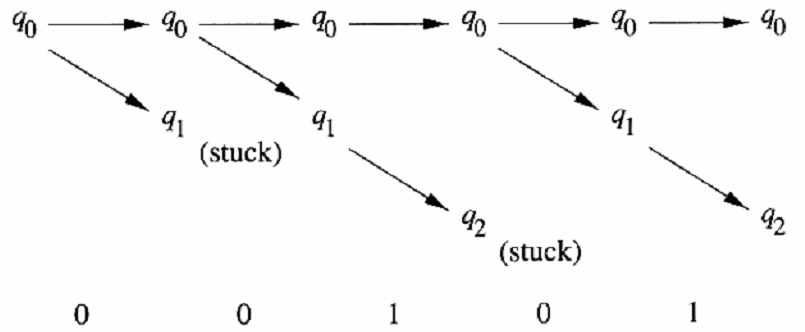 q0 q0 q0 q0 q0 q0
q1 q1 q1
(stuck)
q2 q2
(stuck)
0 0 1 0 1